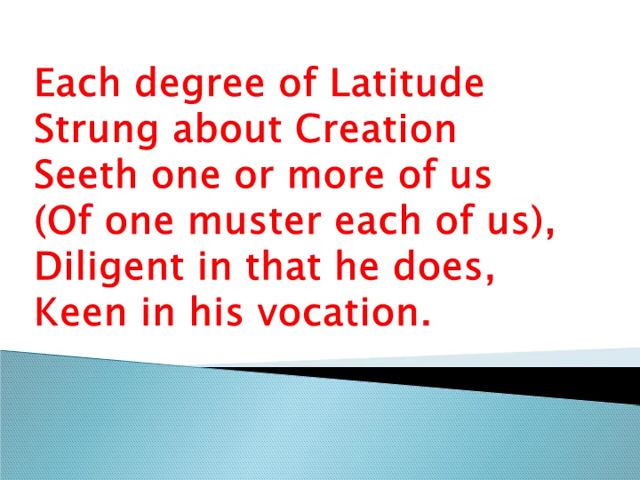 Each degree of Latitude
Strung about Creation
Seeth one or more of us
(Of one muster each of us),
Diligent in that he does,
Keen in his vocation.